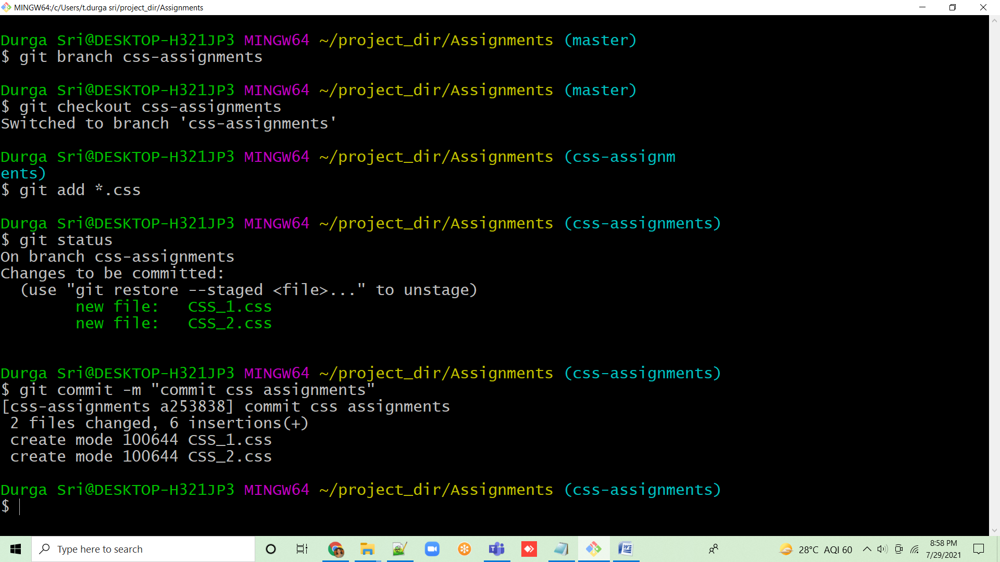 MINGW64:/c/Users/t.durga sri/project_dir/Assignments
Durga Sri@DESKTOP-H321JP3 MINGW64 ~/project_dir/Assignments (master)
$ git branch css-assignments
Durga Sri@DESKTOP-H321JP3 MINGW64 ~/project_dir/Assignments (master)
$ git checkout css-assignments
Switched to branch 'css-assignments'
Durga Sri@DESKTOP-H321JP3 MINGW64 ~/project_dir/Assignments (css-assignm
ents)
$ git add *.css
Durga Sri@DESKTOP-H321JP3 MINGW64 ~/project_dir/Assignments (css-assignments)
$ git status
On branch css-assignments
Changes to be committed:
  (use "git restore --staged <file>..." to unstage)
        new file:   CSS_1.css
        new file:   CSS_2.css
Durga Sri@DESKTOP-H321JP3 MINGW64 ~/project_dir/Assignments (css-assignments)
$ git commit -m "commit css assignments"
[css-assignments a253838] commit css assignments
 2 files changed, 6 insertions(+)
 create mode 100644 CSS_1.css
 create mode 100644 CSS_2.css
Durga Sri@DESKTOP-H321JP3 MINGW64 ~/project_dir/Assignments (css-assignments)
$
Type here to search
28°C AQI 60
8:58 PM
7/29/2021